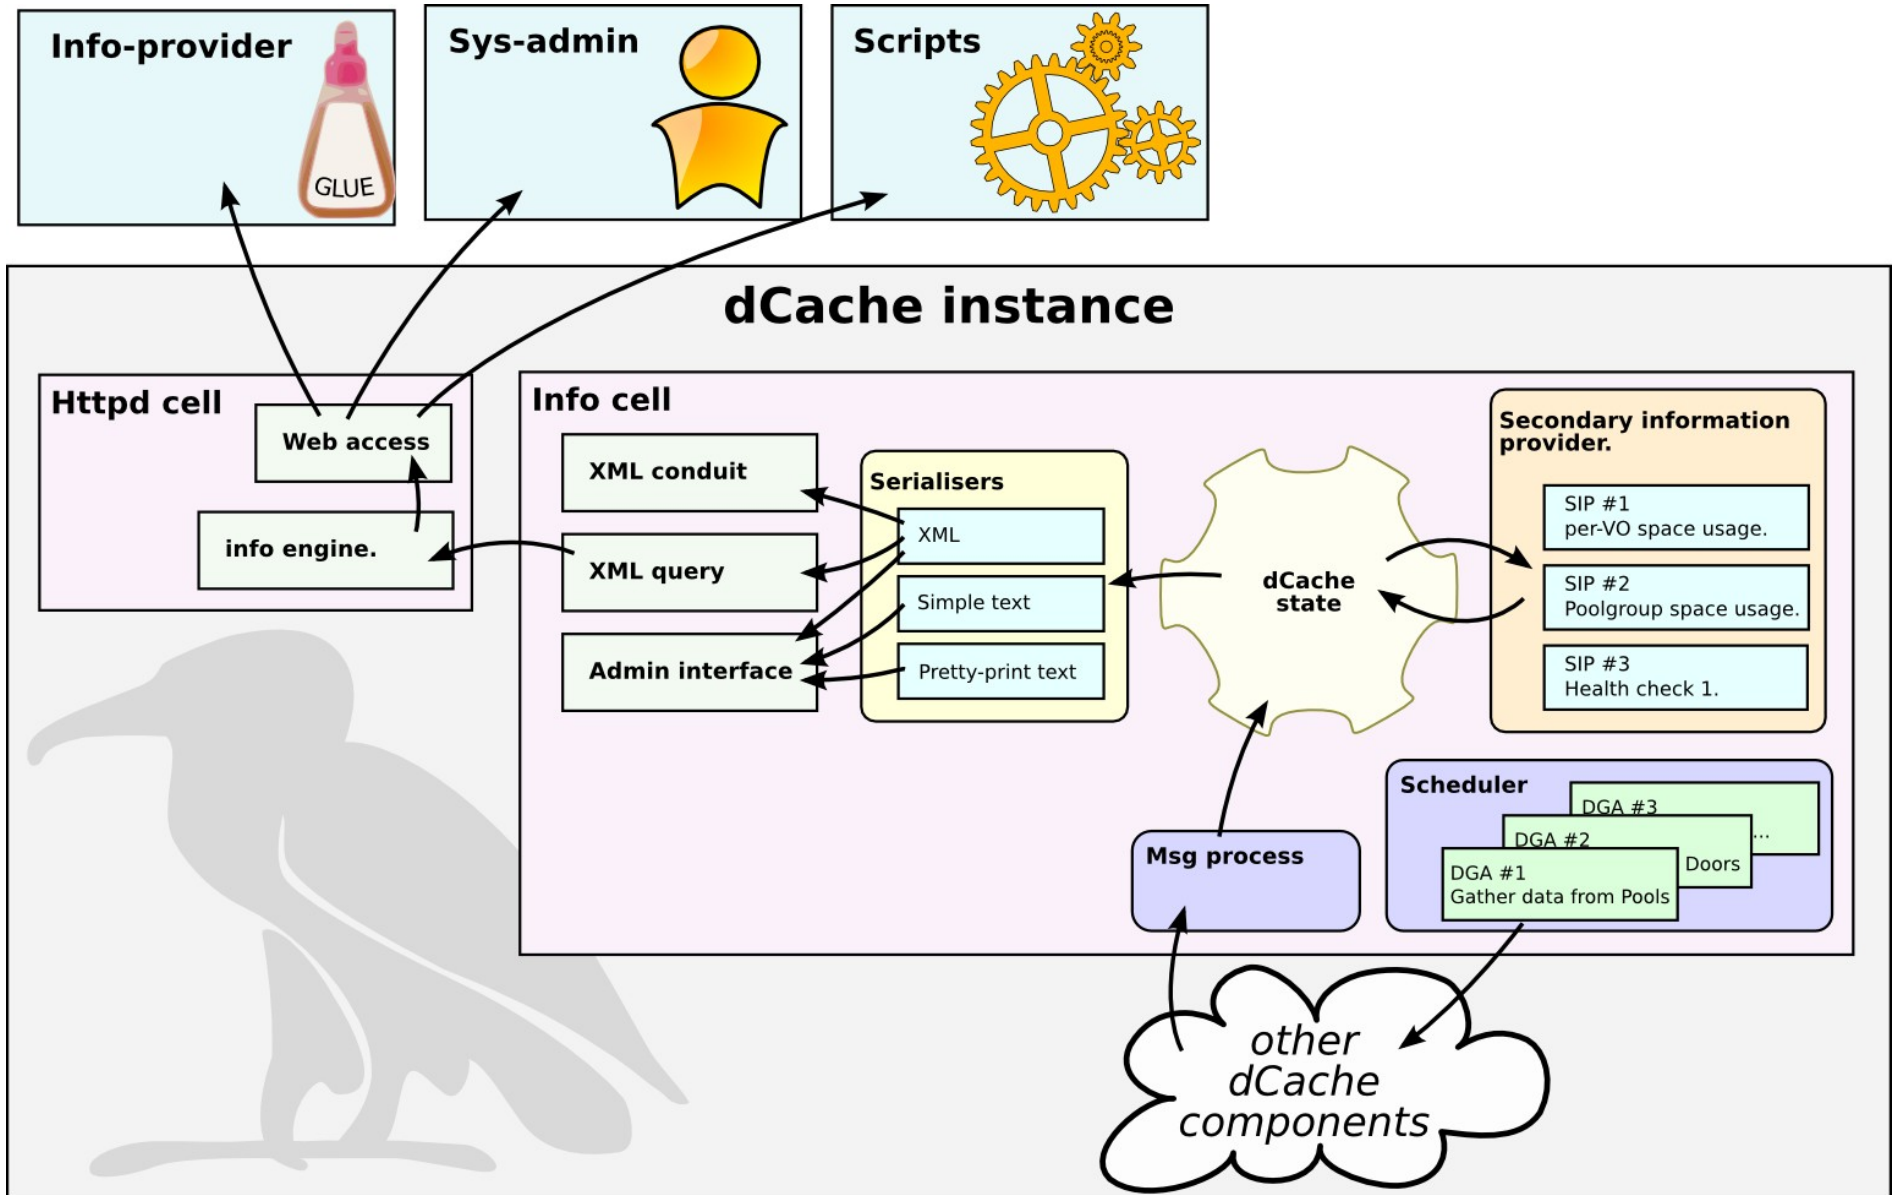 Info-provider
GLUE
Sys-admin
Scripts
dCache instance
Httpd cell
Web access
info engine.
Info cell
XML conduit
XML query
Admin interface
Serialisers
XML
Simple text
Pretty-print text
dCache
state
Secondary information
provider.
SIP #1
per-VO space usage.
SIP #2
Poolgroup space usage.
SIP #3
Health check 1.
Msg process
Scheduler
DGA #3
...
DGA #2
Doors
DGA #1
Gather data from Pools
other
dCache
components